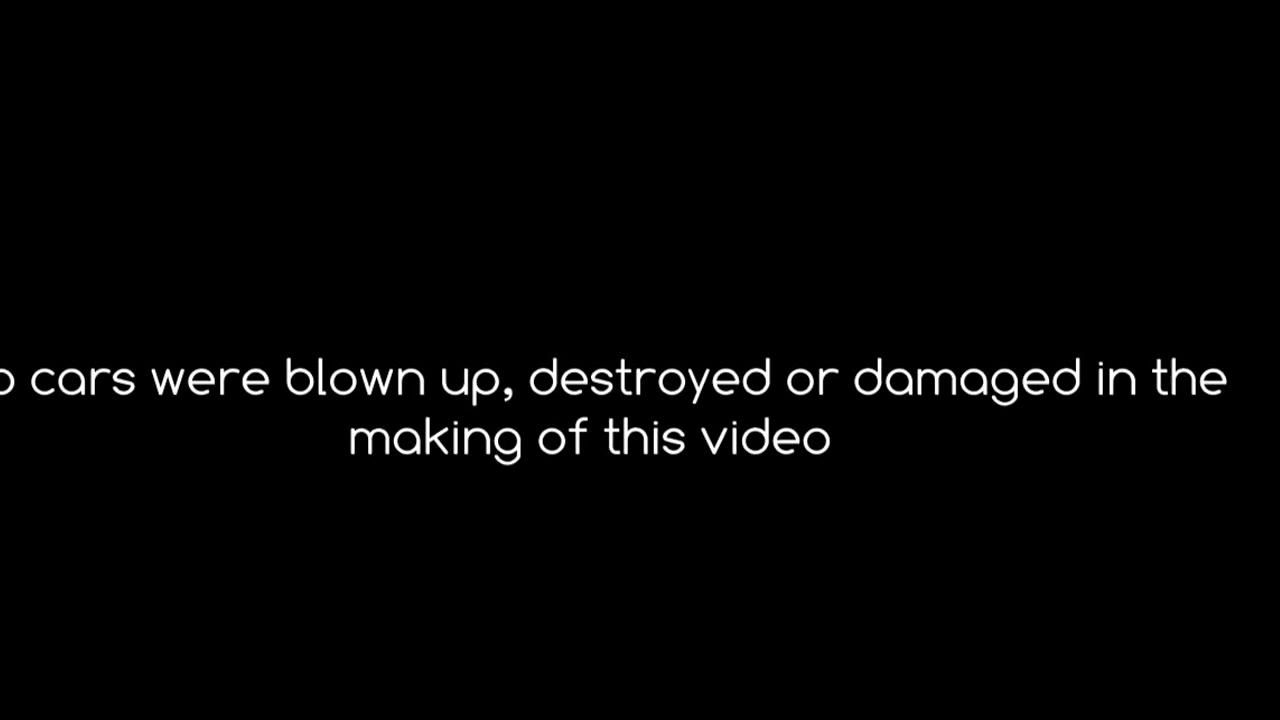 cars were blown up, destroyed or damaged in the
making of this video